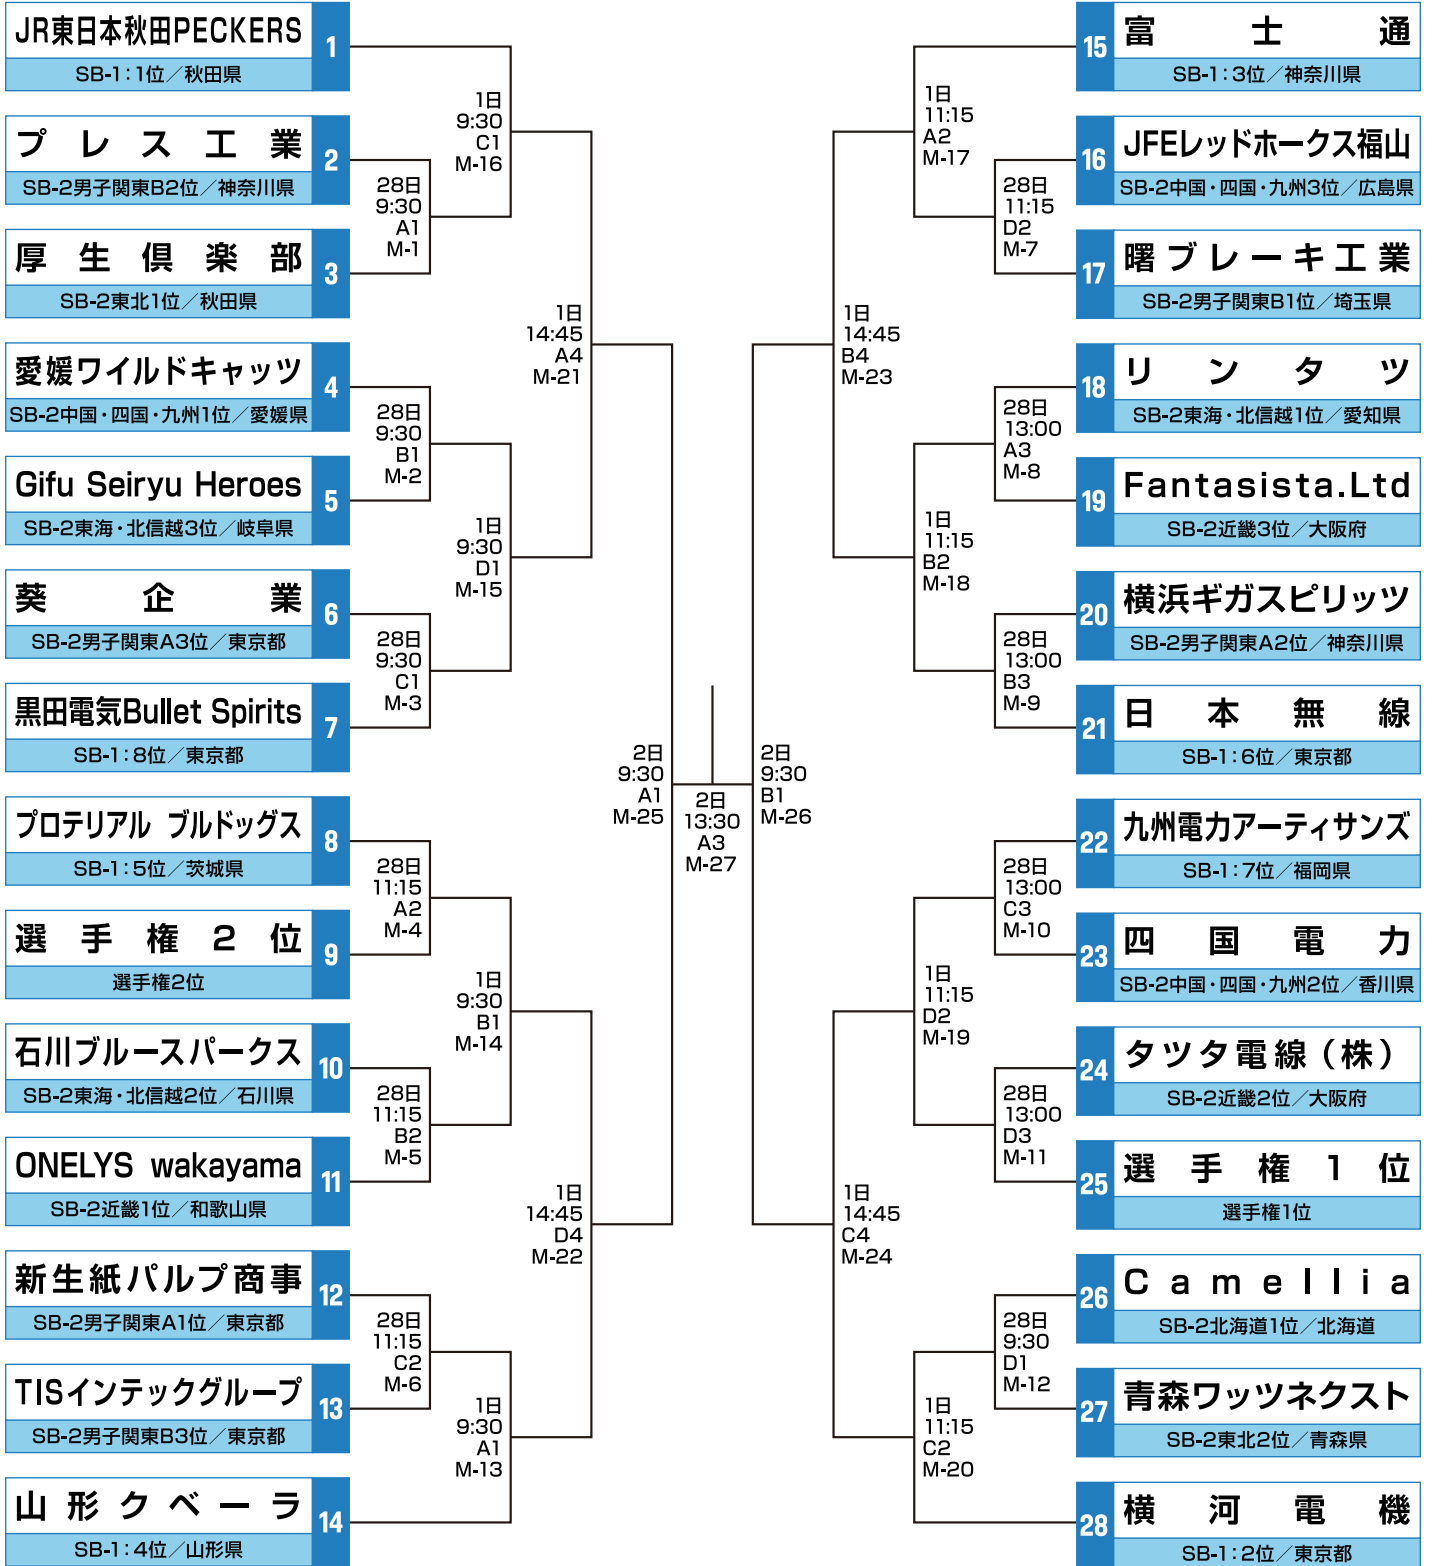 JR東日本秋田PECKERS
1
SB-1：1位／秋田県
プレス工業
2
SB-2男子関東B2位／神奈川県
厚生倶楽部
3
SB-2東北1位／秋田県
愛媛ワイルドキャッツ
4
SB-2中国・四国・九州1位／愛媛県
Gifu Seiryu Heroes
5
SB-2東海・北信越3位／岐阜県
葵企業
6
SB-2男子関東A3位／東京都
黒田電気Bullet Spirits
7
SB-1：8位／東京都
プロテリアル ブルドッグス
8
SB-1：5位／茨城県
選手権2位
9
選手権2位
石川ブルースパークス
10
SB-2東海・北信越2位／石川県
ONELYS wakayama
11
SB-2近畿1位／和歌山県
新生紙パルプ商事
12
SB-2男子関東A1位／東京都
TISインテックグループ
13
SB-2男子関東B3位／東京都
山形クベーラ
14
SB-1：4位／山形県
28日
9:30
A1
M-1
28日
9:30
B1
M-2
28日
9:30
C1
M-3
28日
11:15
A2
M-4
28日
11:15
B2
M-5
28日
11:15
C2
M-6
1日
9:30
C1
M-16
1日
9:30
D1
M-15
1日
9:30
B1
M-14
1日
9:30
A1
M-13
1日
14:45
A4
M-21
1日
14:45
D4
M-22
2日
9:30
A1
M-25
2日
13:30
A3
M-27
2日
9:30
B1
M-26
1日
14:45
B4
M-23
1日
14:45
C4
M-24
1日
11:15
A2
M-17
1日
11:15
B2
M-18
1日
11:15
D2
M-19
1日
11:15
C2
M-20
28日
11:15
D2
M-7
28日
13:00
A3
M-8
28日
13:00
B3
M-9
28日
13:00
C3
M-10
28日
13:00
D3
M-11
28日
9:30
D1
M-12
15
富士通
SB-1：3位／神奈川県
16
JFEレッドホークス福山
SB-2中国・四国・九州3位／広島県
17
曙ブレーキ工業
SB-2男子関東B1位／埼玉県
18
リンタツ
SB-2東海・北信越1位／愛知県
19
Fantasista.Ltd
SB-2近畿3位／大阪府
20
横浜ギガスピリッツ
SB-2男子関東A2位／神奈川県
21
日本無線
SB-1：6位／東京都
22
九州電力アーティサンズ
SB-1：7位／福岡県
23
四国電力
SB-2中国・四国・九州2位／香川県
24
タツタ電線（株）
SB-2近畿2位／大阪府
25
選手権1位
選手権1位
26
Camellia
SB-2北海道1位／北海道
27
青森ワッツネクスト
SB-2東北2位／青森県
28
横河電機
SB-1：2位／東京都